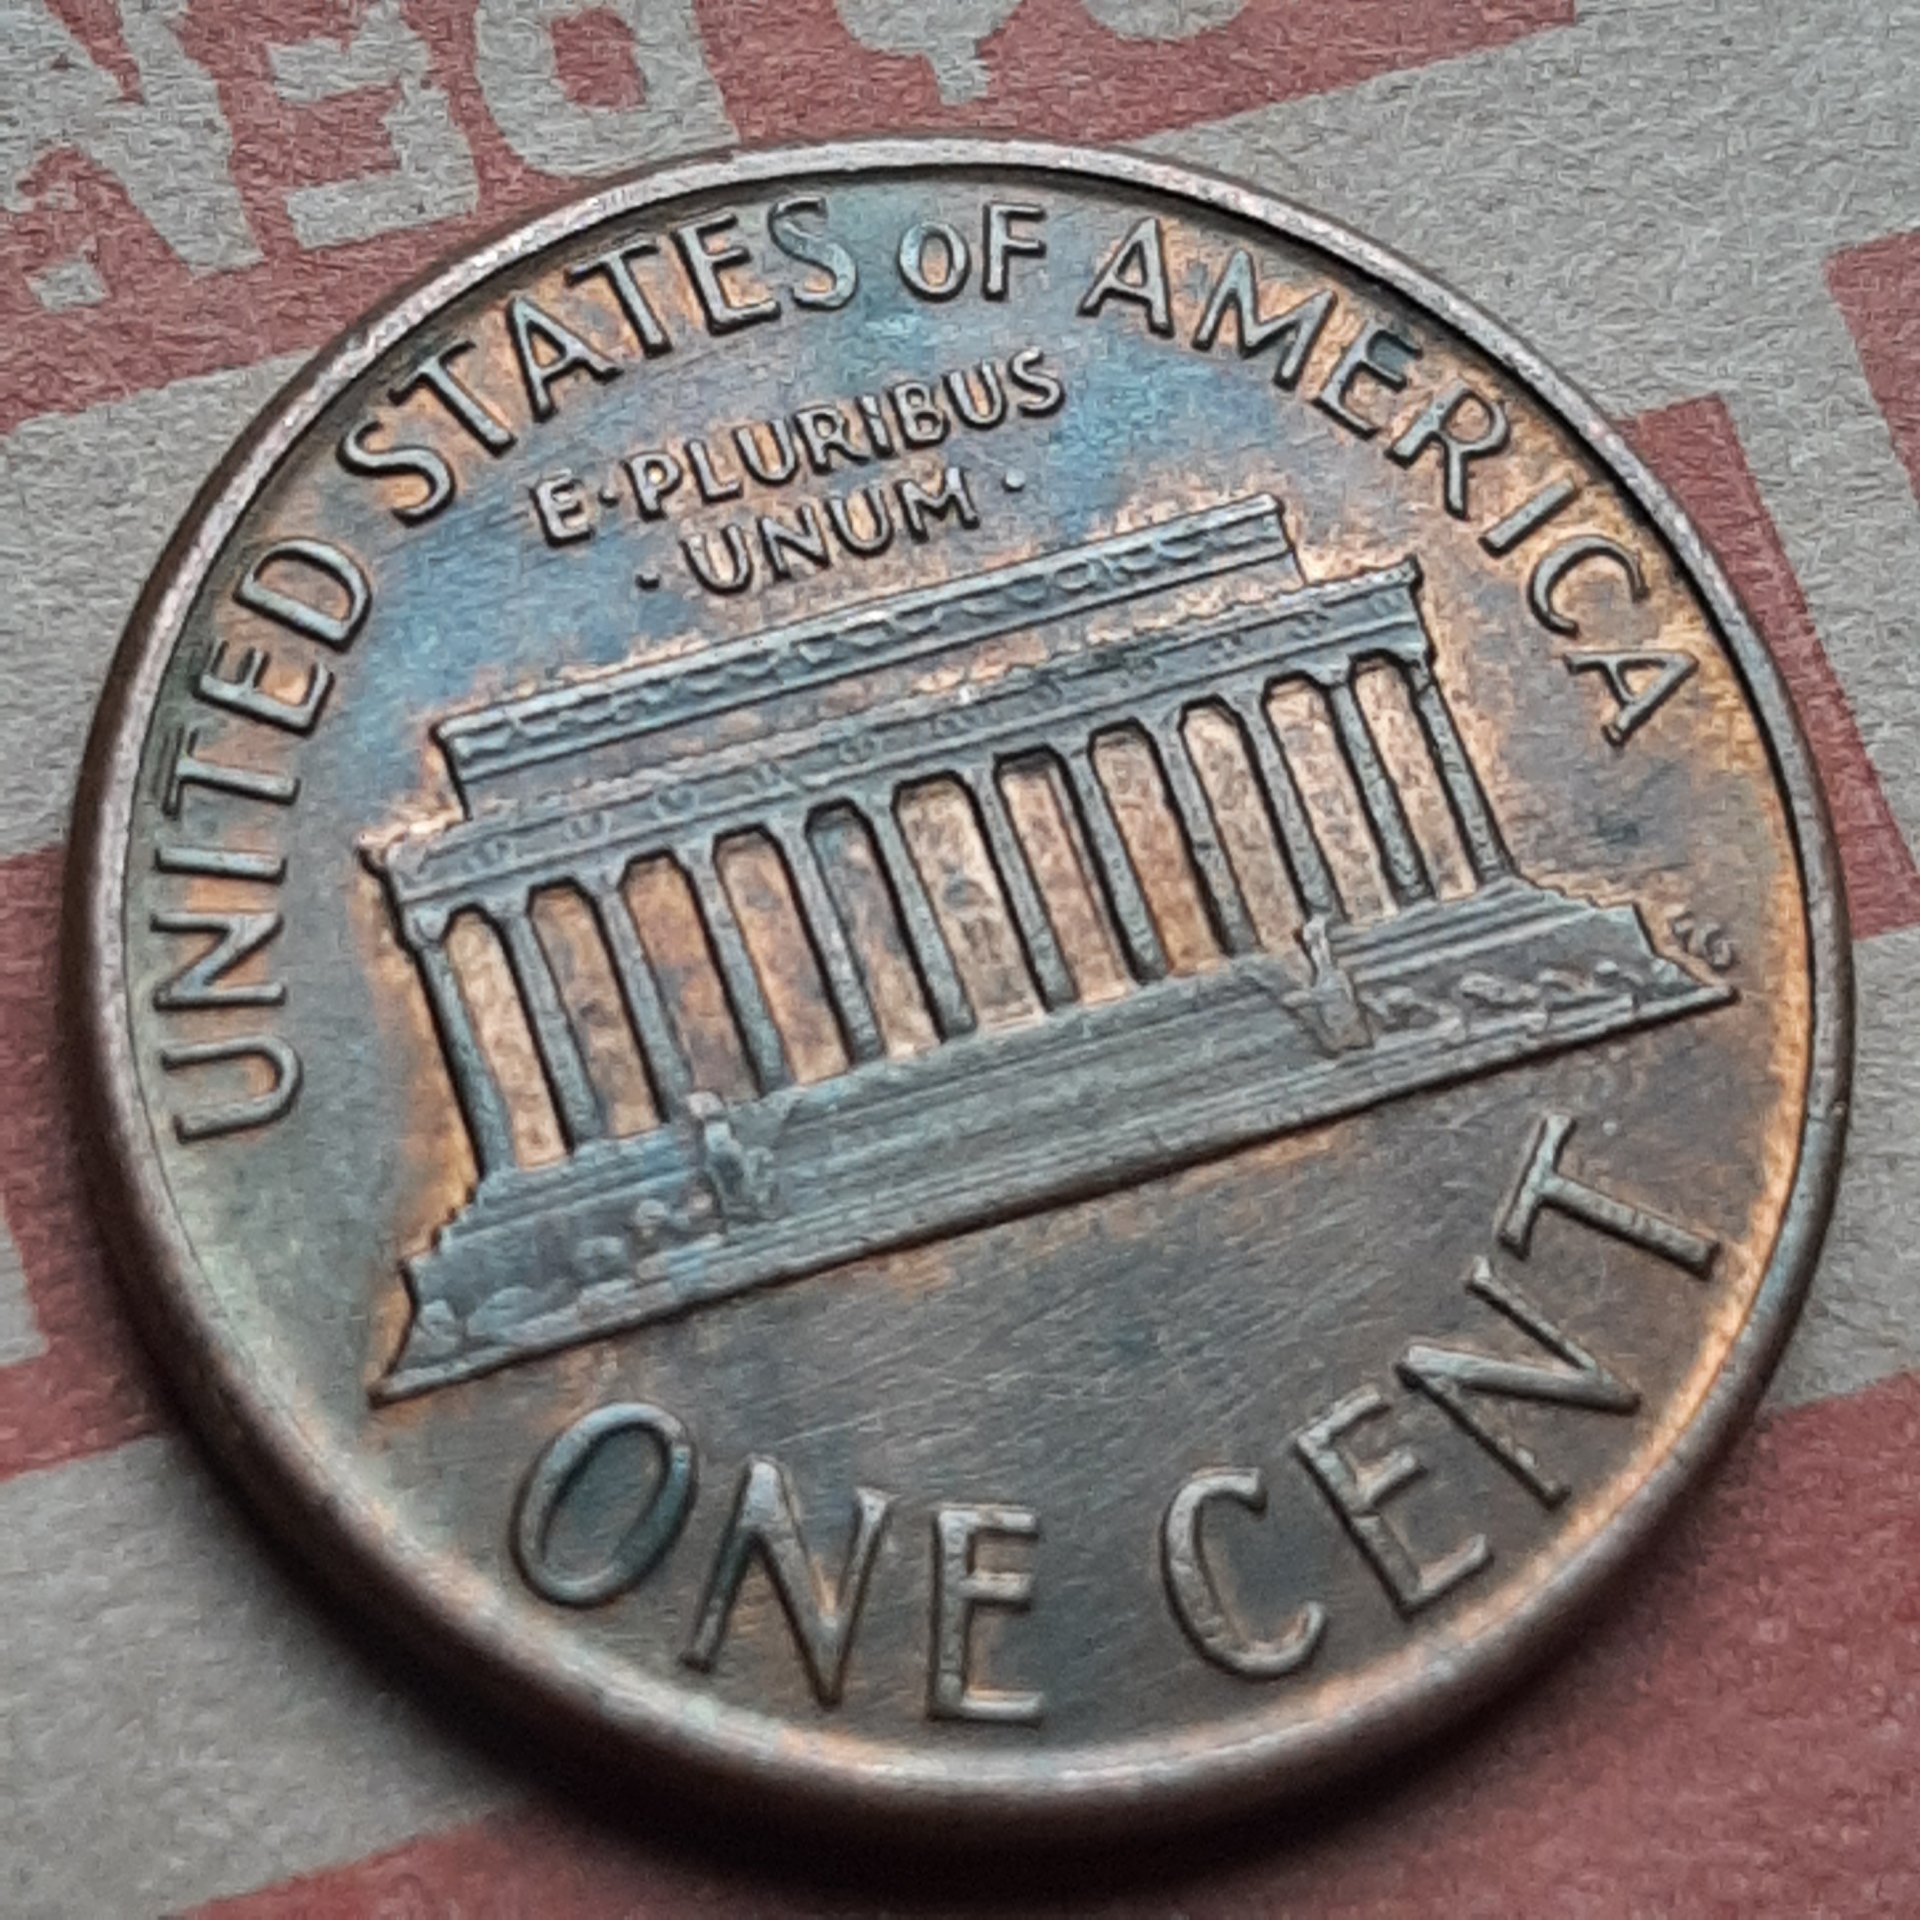 UNITED STATES OF AMERICA
E·PLURIBUS
·UNUM·
ONE CENT